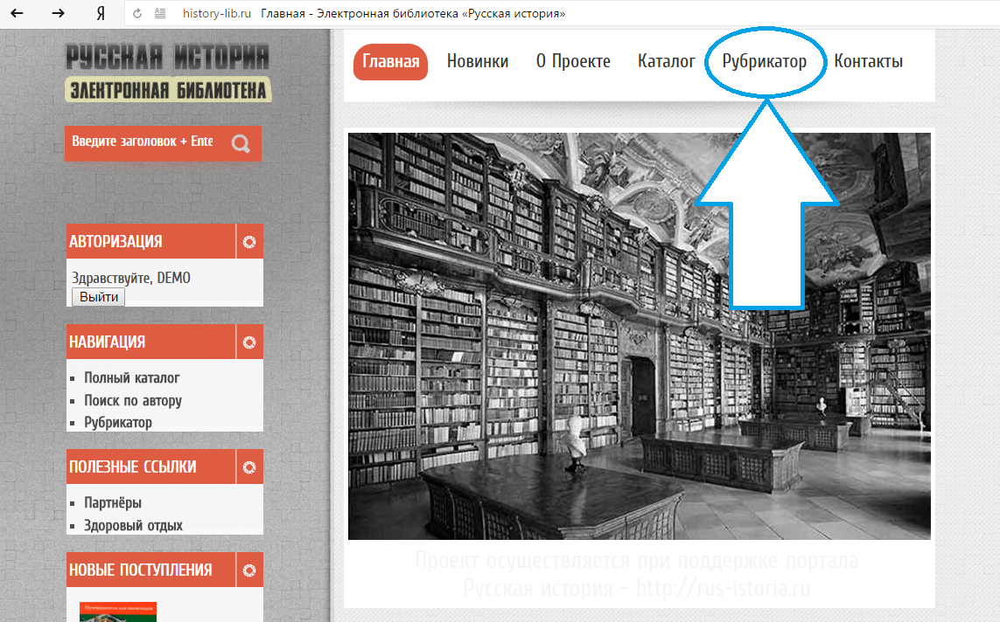 Я history-lib.ru Главная - Электронная библиотека «Русская история»
РУССКАЯ ИСТОРИЯ
ЭЛЕКТРОННАЯ БИБЛИОТЕКА
Главная Новинки О Проекте Каталог Рубрикатор Контакты
Введите заголовок + Ente
АВТОРИЗАЦИЯ
Здравствуйте, DEMO
Выйти
НАВИГАЦИЯ
Полный каталог
Поиск по автору
Рубрикатор
ПОЛЕЗНЫЕ ССЫЛКИ
Партнёры
Здоровый отдых
НОВЫЕ ПОСТУПЛЕНИЯ
Проект осуществляется при поддержке портала
Русская история - http://rus-istoria.ru